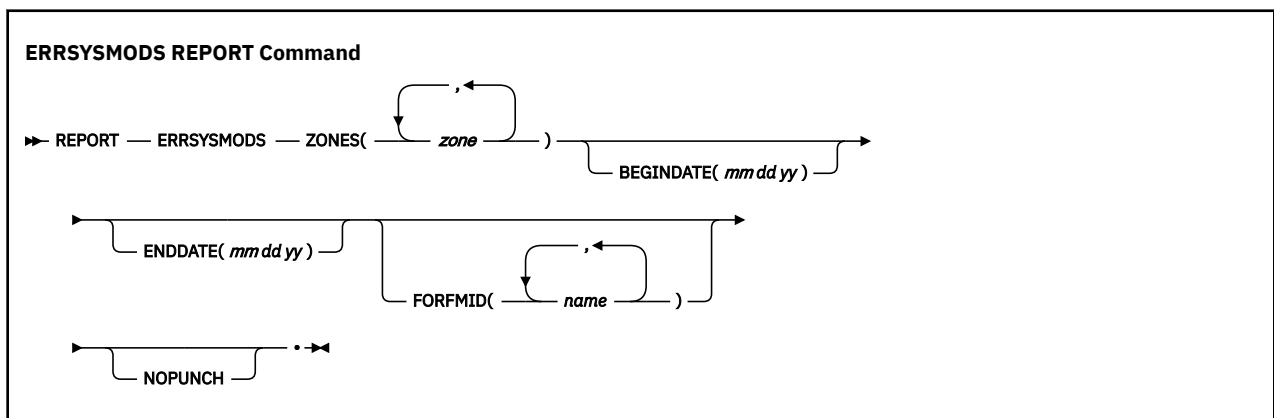 ERRSYSMODS REPORT Command
,
REPORT ERRSYSMODS ZONES( zone )
BEGINDATE( mm dd yy )
ENDDATE( mm dd yy )
,
FORFMID( name )
NOPUNCH
.